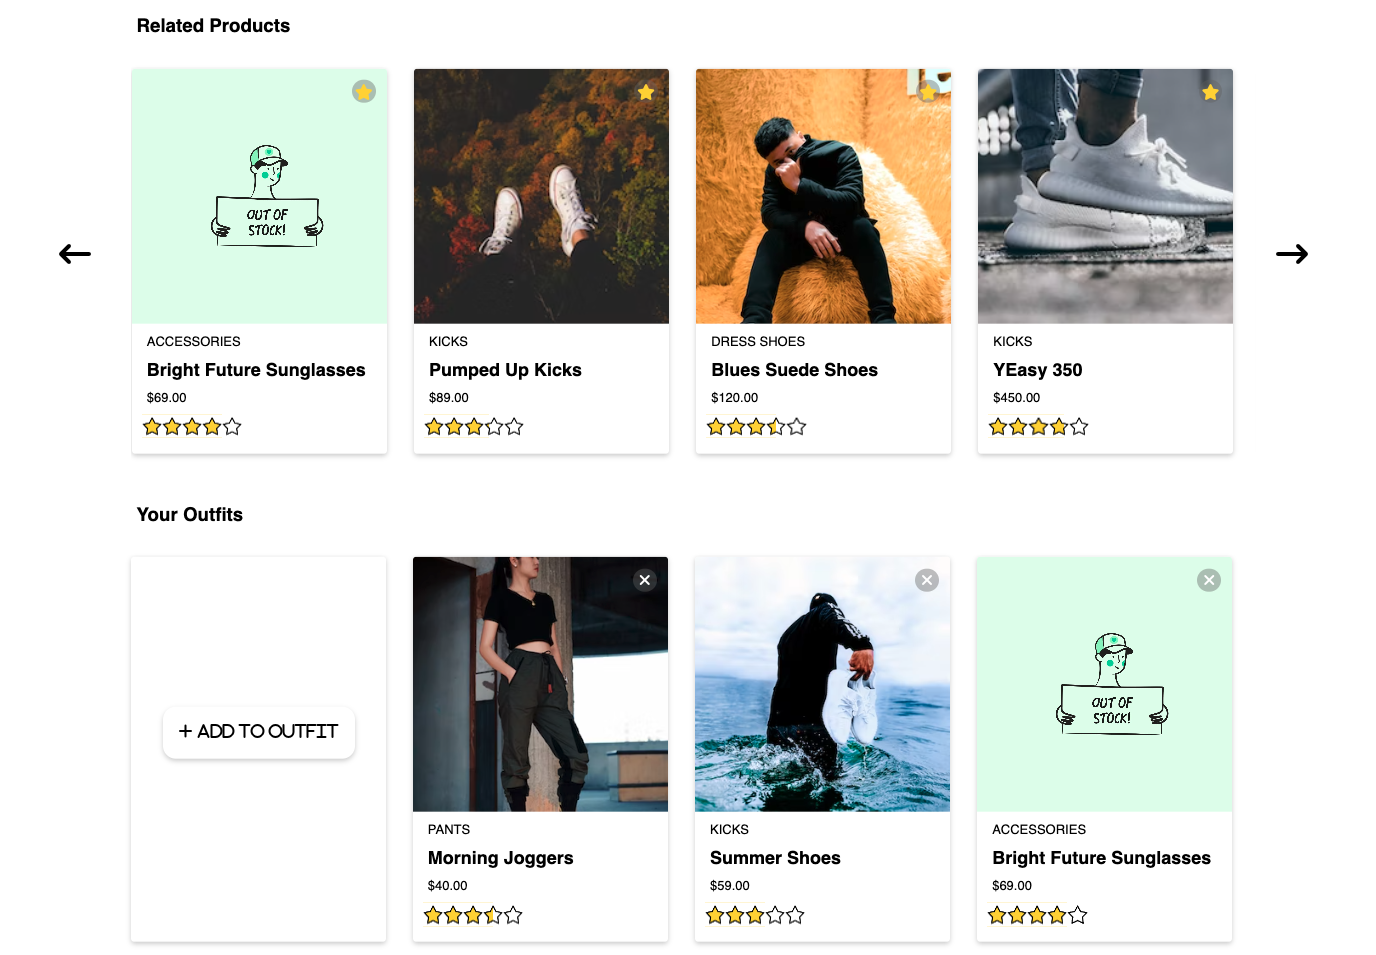 Related Products
OUT OF
STOCK!
ACCESSORIES
Bright Future Sunglasses
$69.00
KICKS
Pumped Up Kicks
$89.00
DRESS SHOES
Blues Suede Shoes
$120.00
KICKS
YEasy 350
$450.00
Your Outfits
+ ADD TO OUTFIT
PANTS
Morning Joggers
$40.00
KICKS
Summer Shoes
$59.00
OUT OF
STOCK!
ACCESSORIES
Bright Future Sunglasses
$69.00